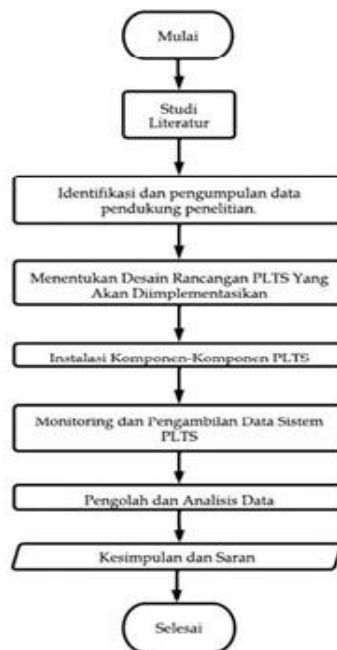 Mulai
Studi
Literatur
Identifikasi dan pengumpulan data
pendukung penelitian.
Menentukan Desain Rancangan PLTS Yang
Akan Diimplementasikan
Instalasi Komponen-Komponen PLTS
Monitoring dan Pengambilan Data Sistem
PLTS
Pengolah dan Analisis Data
Kesimpulan dan Saran
Selesai